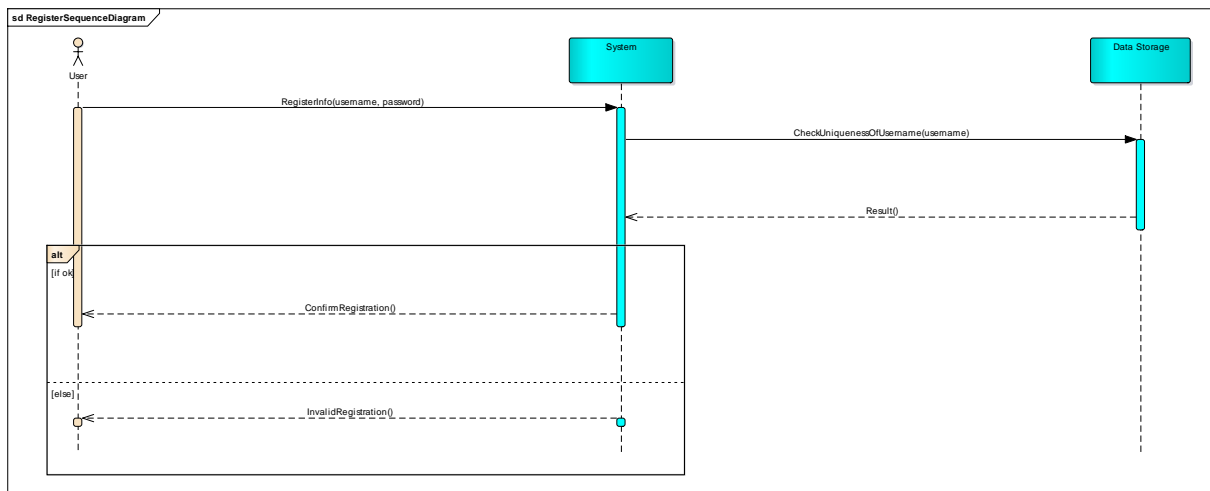 sd RegisterSequenceDiagram
User
System
Data Storage
RegisterInfo(username, password)
CheckUniquenessOfUsername(username)
Result()
alt
[if ok]
ConfirmRegistration()
[else]
InvalidRegistration()